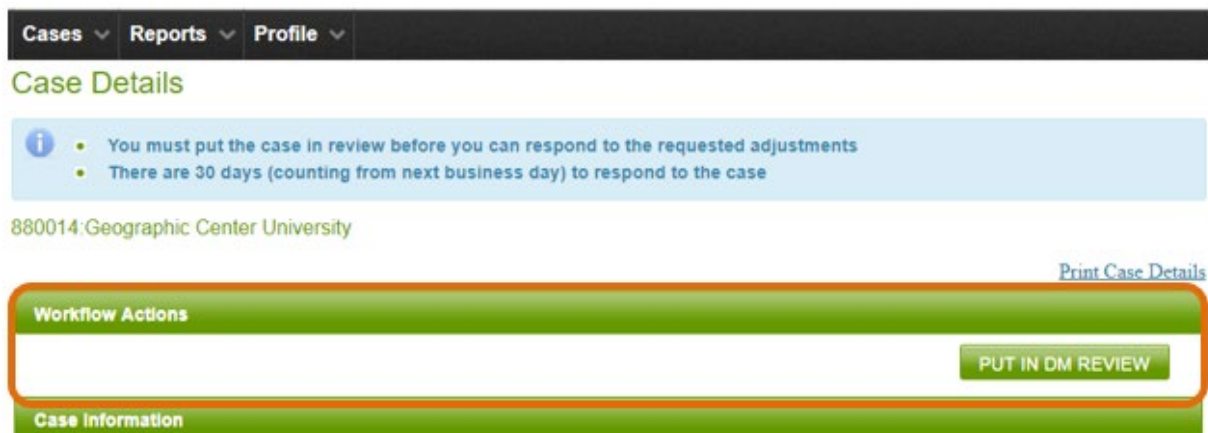 Cases Reports Profile
Case Details
You must put the case in review before you can respond to the requested adjustments
There are 30 days (counting from next business day) to respond to the case
880014:Geographic Center University
Print Case Details
Workflow Actions
PUT IN DM REVIEW
Case Information